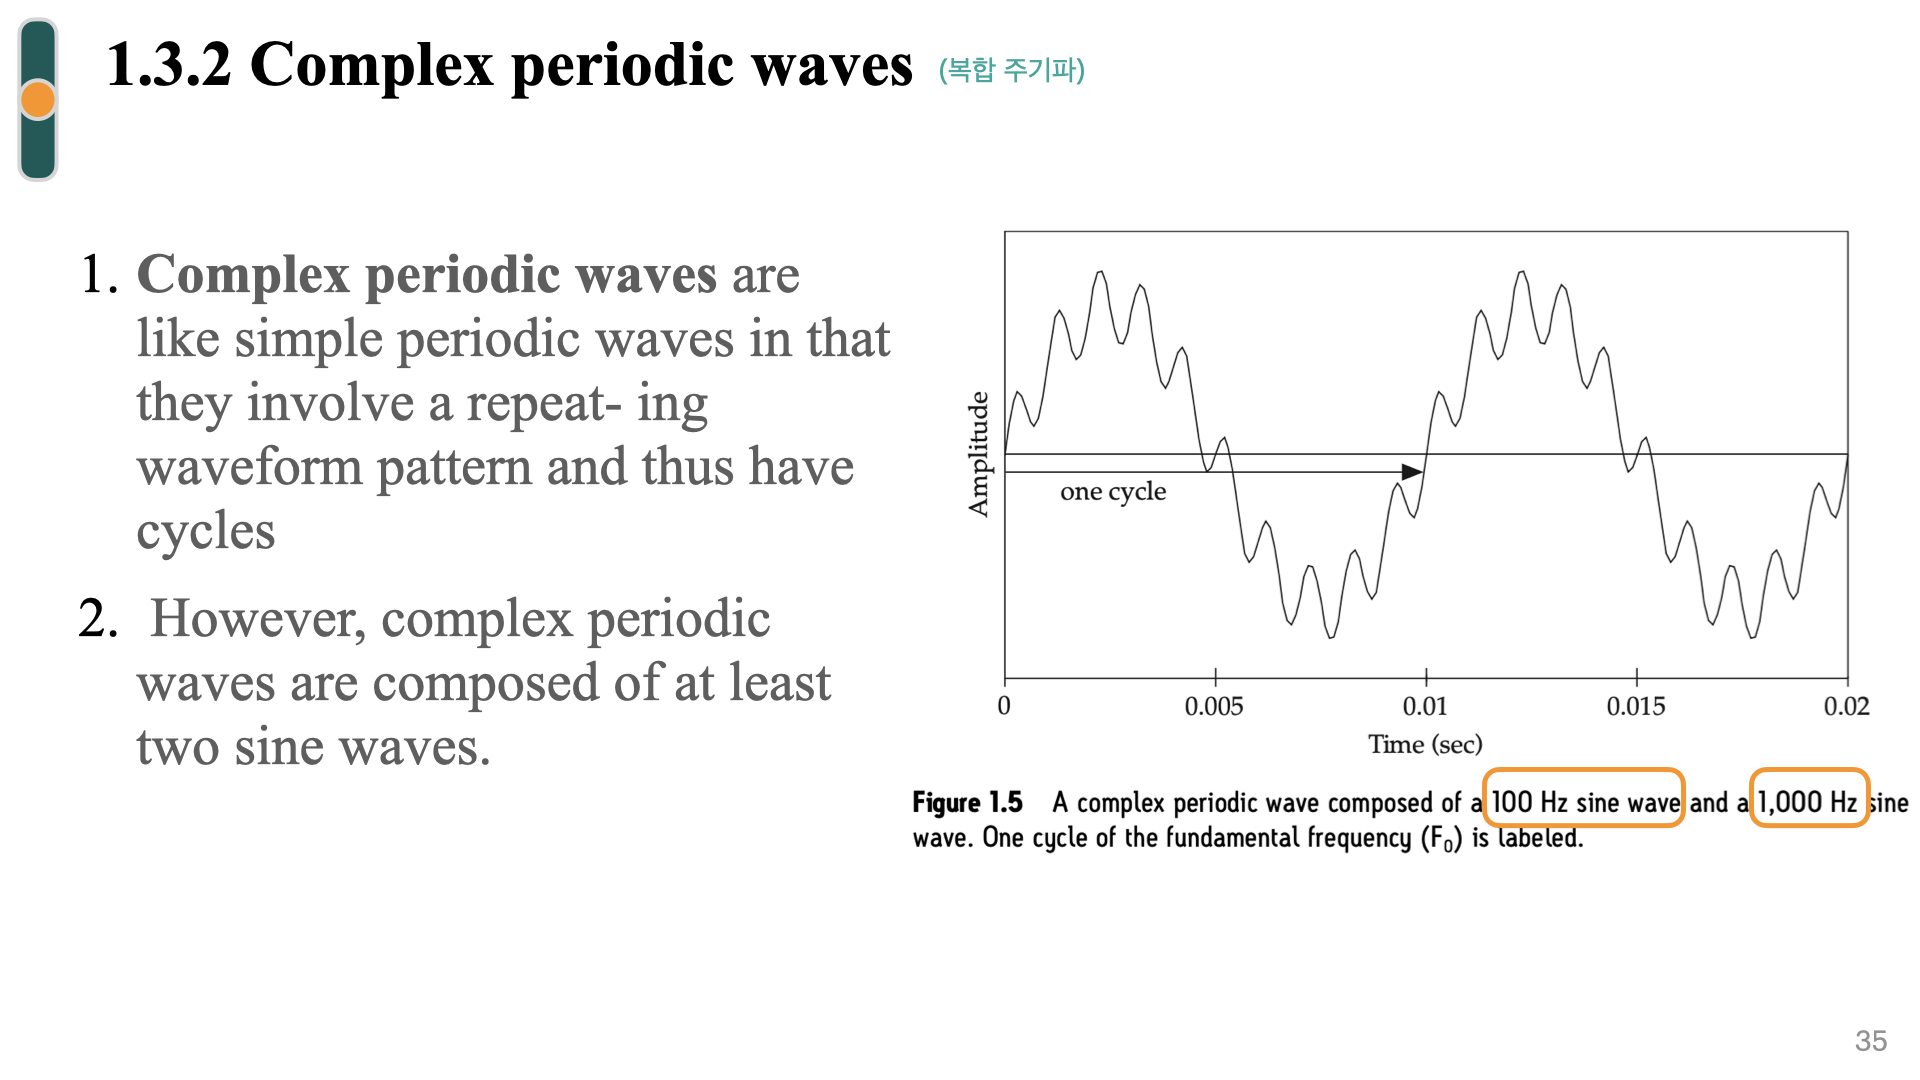 1.3.2 Complex periodic waves (복합 주기파)
1. Complex periodic waves are
like simple periodic waves in that
they involve a repeat- ing
waveform pattern and thus have
cycles
2. However, complex periodic
waves are composed of at least
two sine waves.
Amplitude
one cycle
0 0.005 0.01 0.015 0.02
Time (sec)
Figure 1.5 A complex periodic wave composed of a 100 Hz sine wave and a 1,000 Hz sine
wave. One cycle of the fundamental frequency (F₀) is labeled.
35